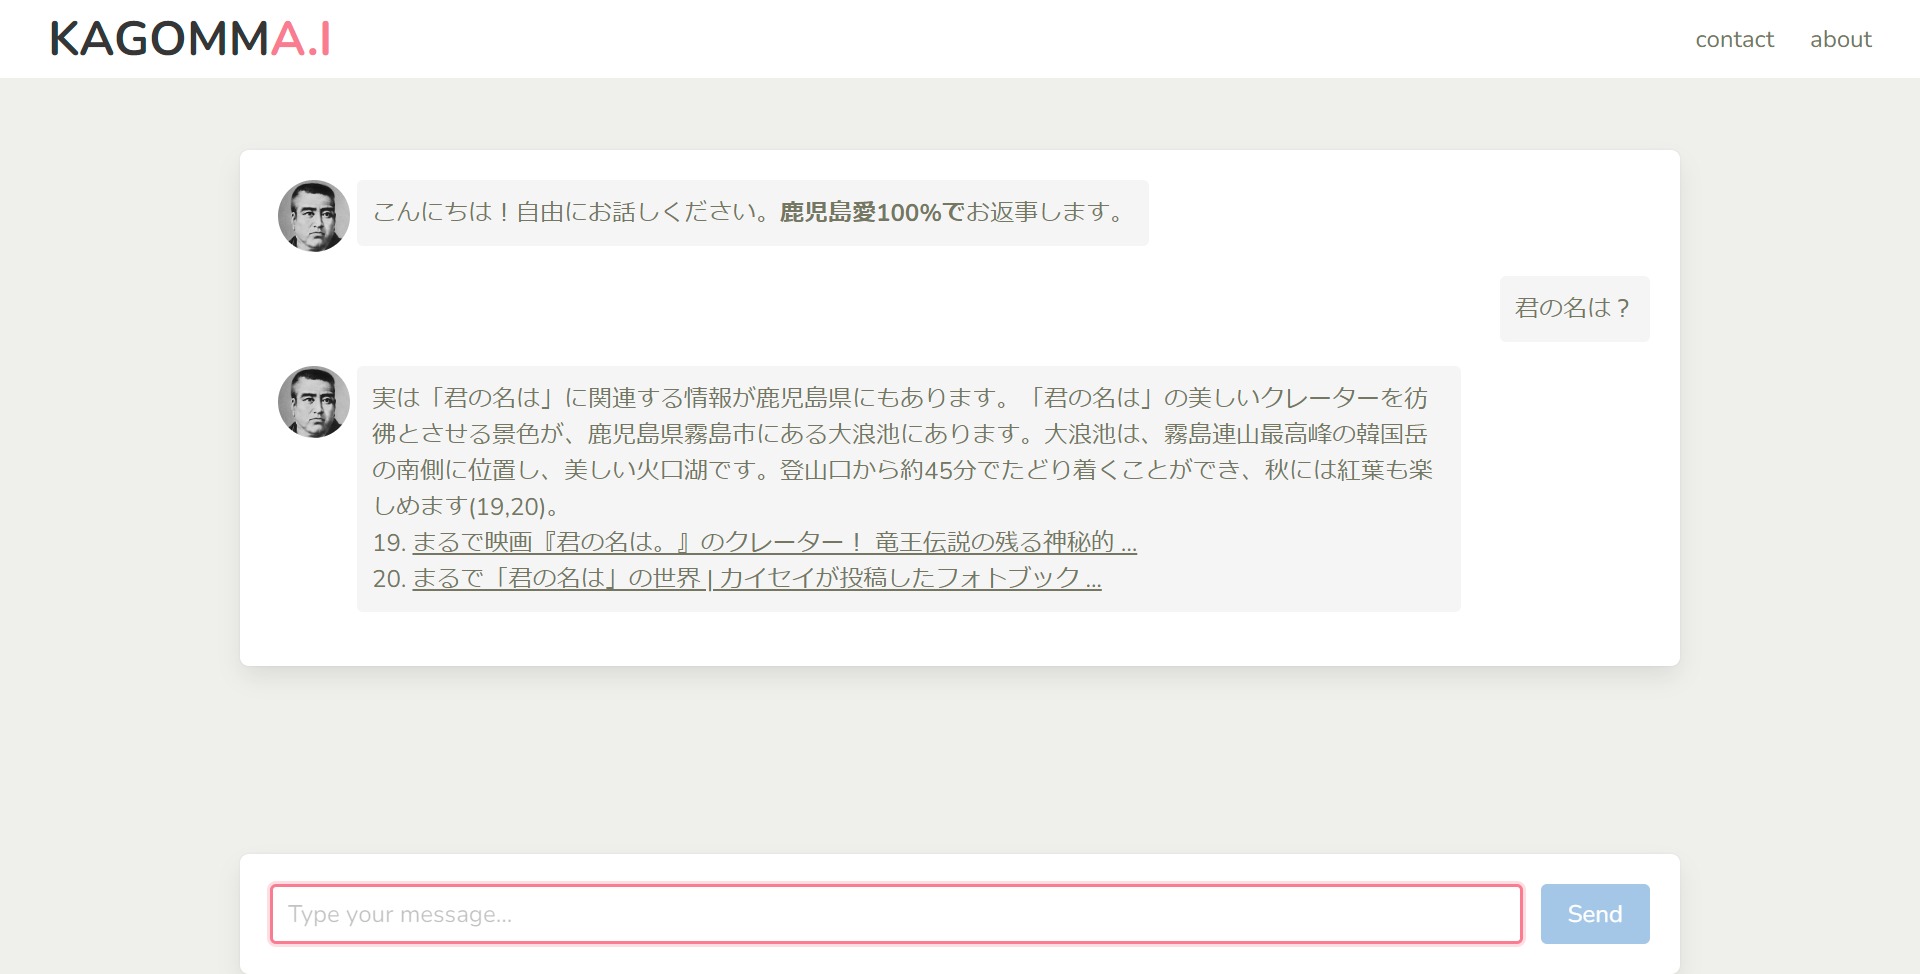 KAGOMMA.I
contact
about
こんにちは！自由にお話しください。鹿児島愛100%でお返事します。
君の名は？
実は「君の名は」に関連する情報が鹿児島県にもあります。「君の名は」の美しいクレーターを彷
彿とさせる景色が、鹿児島県霧島市にある大浪池にあります。大浪池は、霧島連山最高峰の韓国岳
の南側に位置し、美しい火口湖です。登山口から約45分でたどり着くことができ、秋には紅葉も楽
しめます(19,20)。
19. まるで映画『君の名は。』のクレーター！ 竜王伝説の残る神秘的 ...
20. まるで「君の名は」の世界 | カイセイが投稿したフォトブック ...
Type your message...
Send